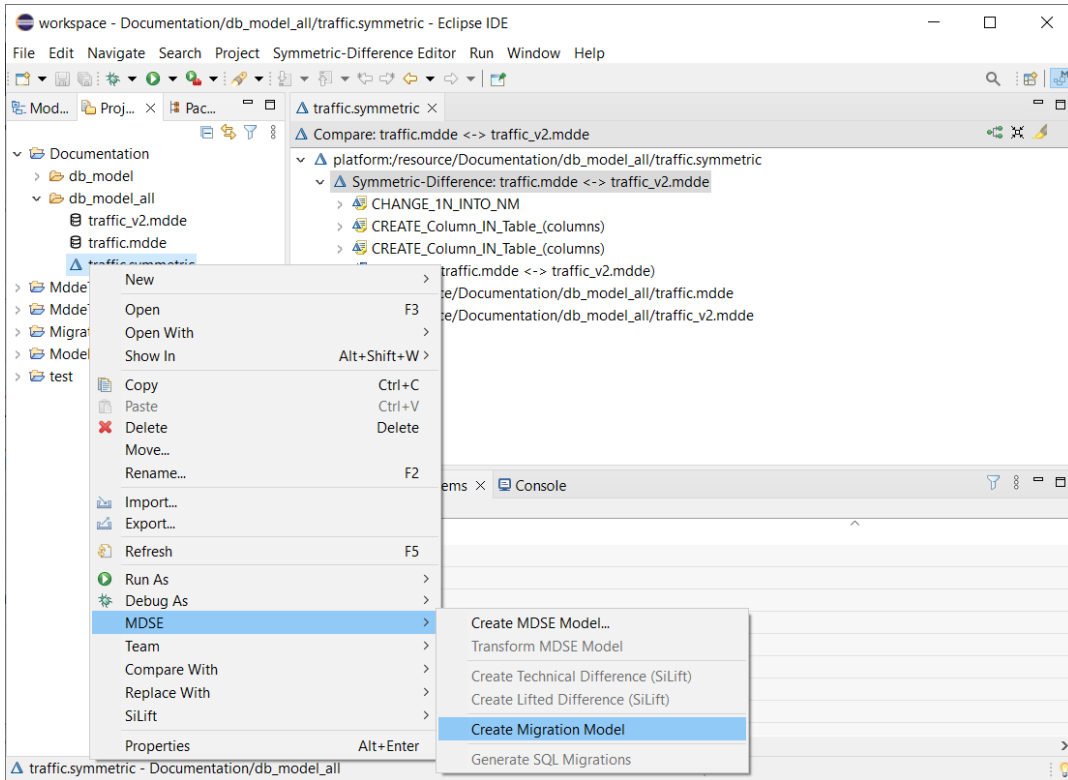 workspace - Documentation/db_model_all/traffic.symmetric - Eclipse IDE
File Edit Navigate Search Project Symmetric-Difference Editor Run Window Help
Mod... Proj... Pac...
traffic.symmetric
Compare: traffic.mdde <-> traffic_v2.mdde
Documentation
db_model
db_model_all
traffic_v2.mdde
traffic.mdde
traffic.symmetric
Mdde
Mdde
Migrat
Model
test
platform:/resource/Documentation/db_model_all/traffic.symmetric
Symmetric-Difference: traffic.mdde <-> traffic_v2.mdde
CHANGE_1N_INTO_NM
CREATE_Column_IN_Table_(columns)
CREATE_Column_IN_Table_(columns)
traffic.mdde <-> traffic_v2.mdde)
ce/Documentation/db_model_all/traffic.mdde
ce/Documentation/db_model_all/traffic_v2.mdde
New >
Open F3
Open With >
Show In Alt+Shift+W >
Copy Ctrl+C
Paste Ctrl+V
Delete Delete
Move...
Rename... F2
Import...
Export...
Refresh F5
Run As >
Debug As >
MDSE >
Team >
Compare With >
Replace With >
SiLift >
Properties Alt+Enter
ems Console
Create MDSE Model...
Transform MDSE Model
Create Technical Difference (SiLift)
Create Lifted Difference (SiLift)
Create Migration Model
Generate SQL Migrations
traffic.symmetric - Documentation/db_model_all